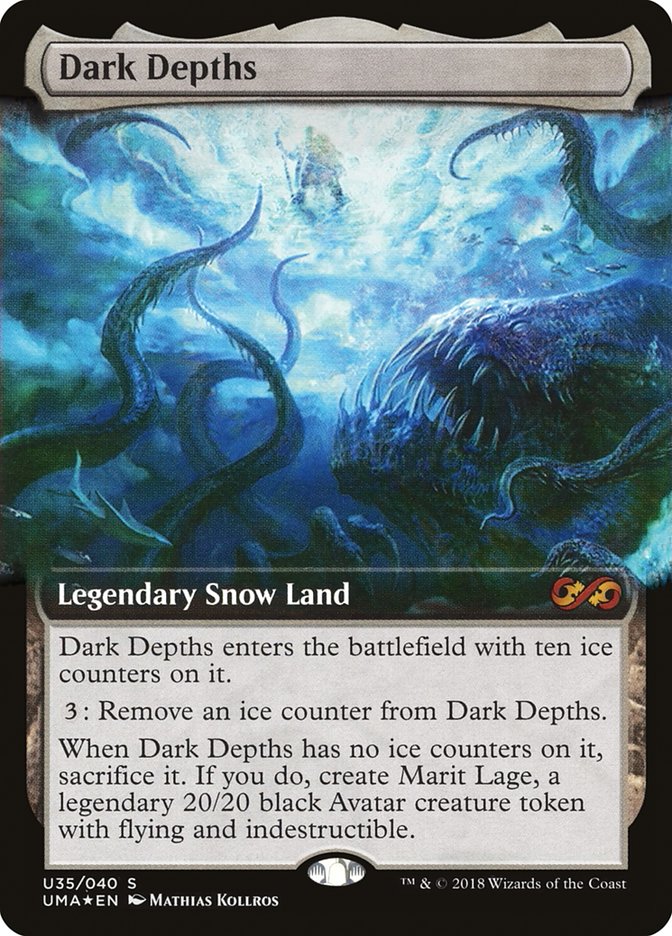 Dark Depths
Legendary Snow Land
Dark Depths enters the battlefield with ten ice
counters on it.
3: Remove an ice counter from Dark Depths.
When Dark Depths has no ice counters on it,
sacrifice it. If you do, create Marit Lage, a
legendary 20/20 black Avatar creature token
with flying and indestructible.
U35/040 S
UMA★EN Mathias Kollros
™ & © 2018 Wizards of the Coast